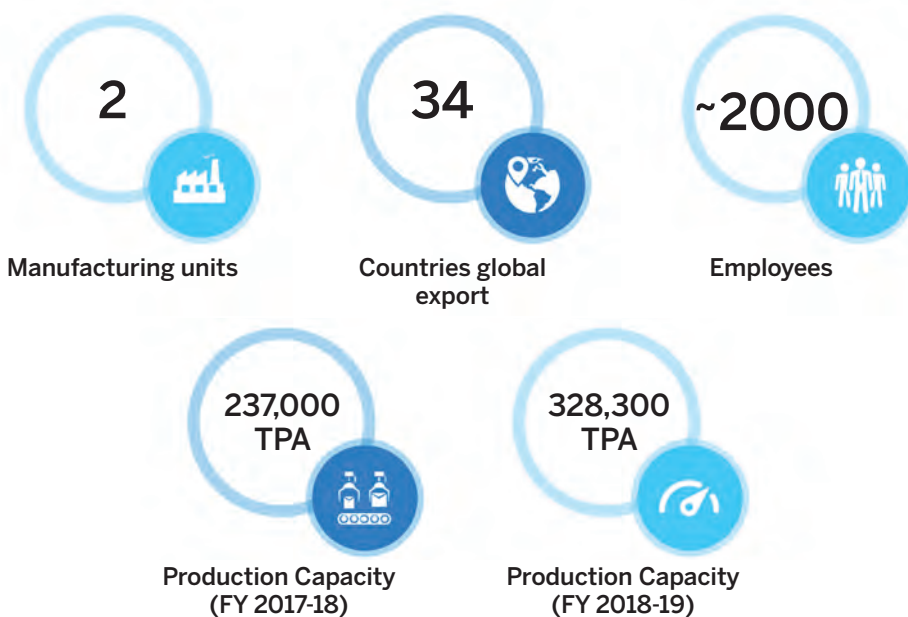 2
Manufacturing units
34
Countries global
export
~2000
Employees
237,000
TPA
Production Capacity
(FY 2017-18)
328,300
TPA
Production Capacity
(FY 2018-19)